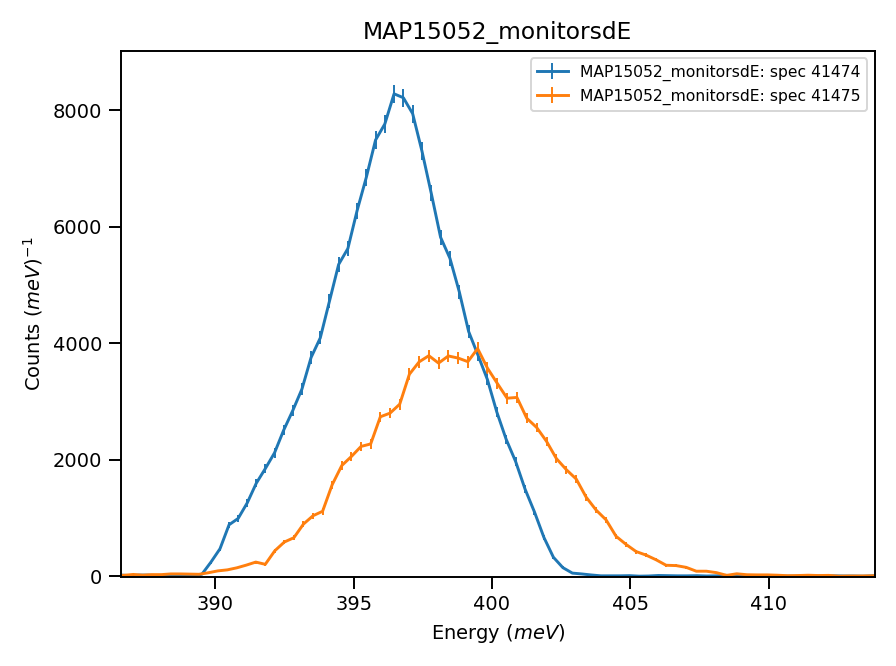 MAP15052_monitorsdE
MAP15052_monitorsdE: spec 41474
MAP15052_monitorsdE: spec 41475
8000
6000
4000
2000
0
Counts (meV)⁻¹
390 395 400 405 410
Energy (meV)